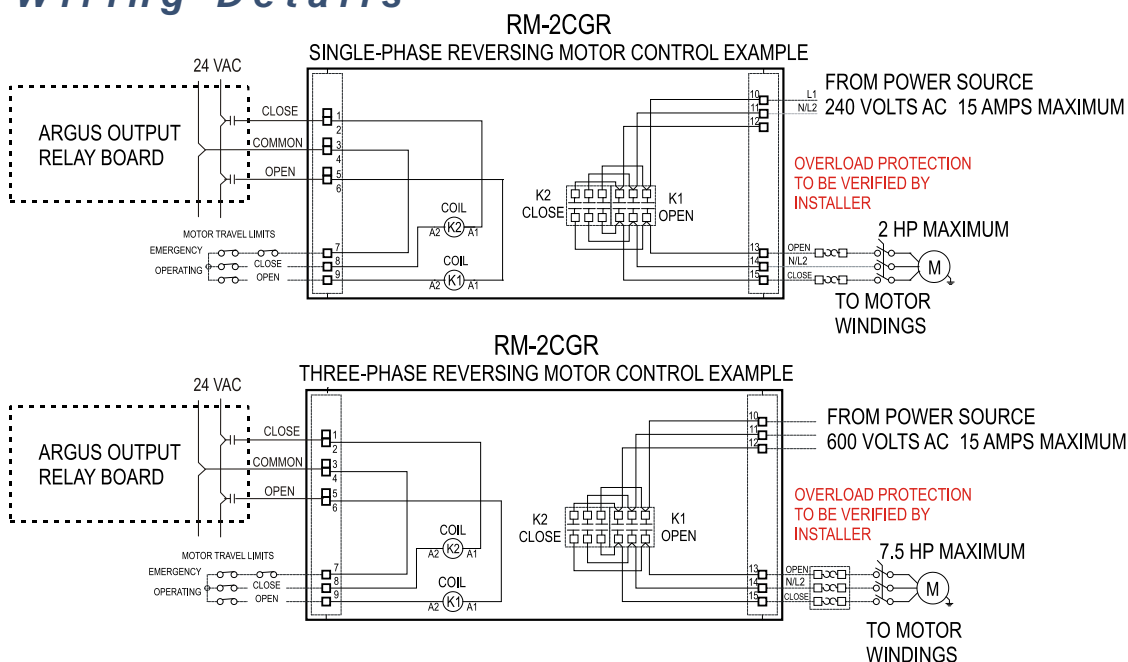 Wiring Details
RM-2CGR
SINGLE-PHASE REVERSING MOTOR CONTROL EXAMPLE
24 VAC
ARGUS OUTPUT
RELAY BOARD
CLOSE
COMMON
OPEN
1
2
3
4
5
6
MOTOR TRAVEL LIMITS
EMERGENCY
OPERATING
CLOSE
OPEN
7
8
9
COIL
A2 K2 A1
COIL
A2 K1 A1
K2
CLOSE
K1
OPEN
10
11
12
L1
N/L2
FROM POWER SOURCE
240 VOLTS AC 15 AMPS MAXIMUM
OVERLOAD PROTECTION
TO BE VERIFIED BY
INSTALLER
2 HP MAXIMUM
13
14
15
OPEN
N/L2
CLOSE
M
TO MOTOR
WINDINGS
RM-2CGR
THREE-PHASE REVERSING MOTOR CONTROL EXAMPLE
24 VAC
ARGUS OUTPUT
RELAY BOARD
CLOSE
COMMON
OPEN
1
2
3
4
5
6
MOTOR TRAVEL LIMITS
EMERGENCY
OPERATING
CLOSE
OPEN
7
8
9
COIL
A2 K2 A1
COIL
A2 K1 A1
K2
CLOSE
K1
OPEN
10
11
12
FROM POWER SOURCE
600 VOLTS AC 15 AMPS MAXIMUM
OVERLOAD PROTECTION
TO BE VERIFIED BY
INSTALLER
7.5 HP MAXIMUM
13
14
15
OPEN
N/L2
CLOSE
M
TO MOTOR
WINDINGS